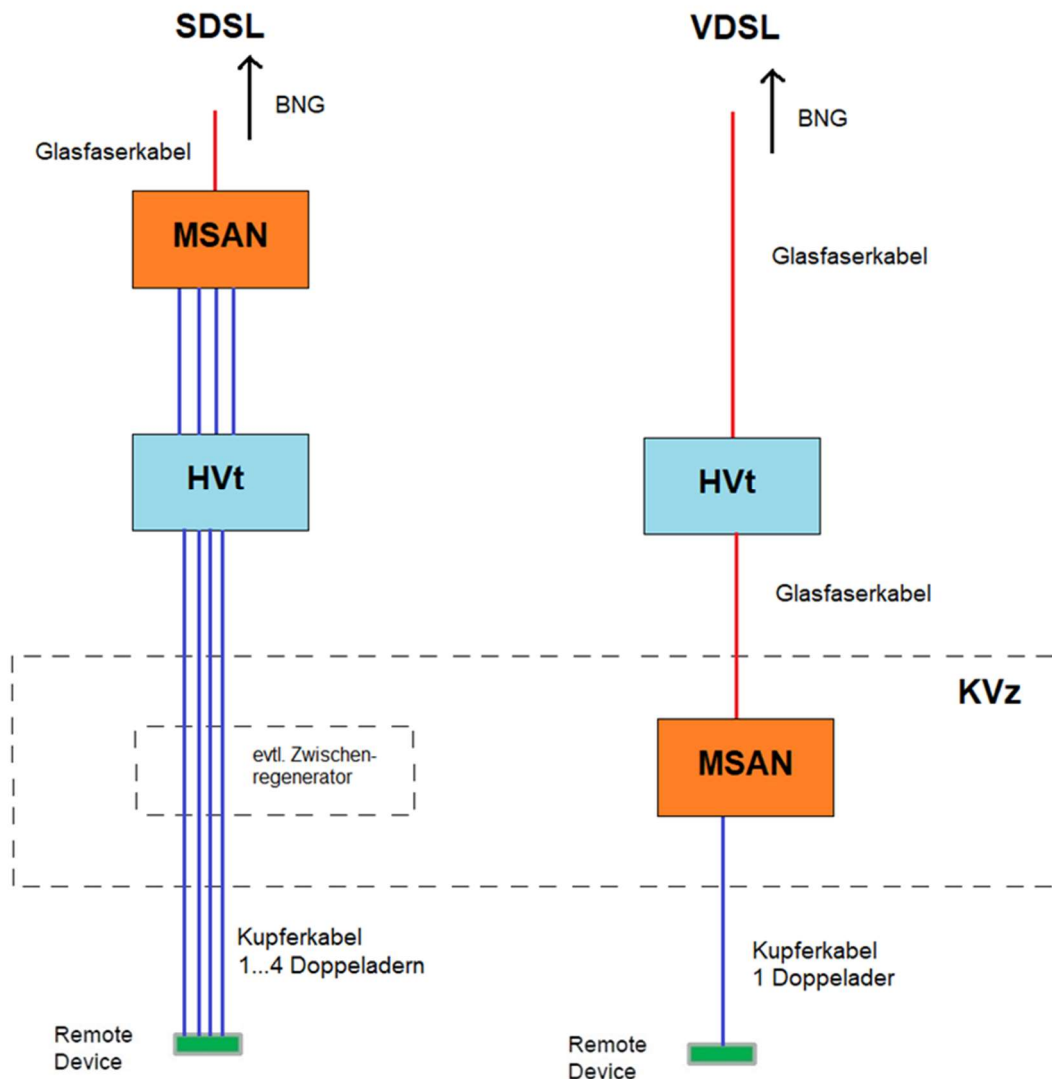 SDSL
BNG
Glasfaserkabel
MSAN
HVt
evtl. Zwischen-
regenerator
Kupferkabel
1...4 Doppeladern
Remote
Device
VDSL
BNG
Glasfaserkabel
HVt
Glasfaserkabel
KVz
MSAN
Kupferkabel
1 Doppelader
Remote
Device